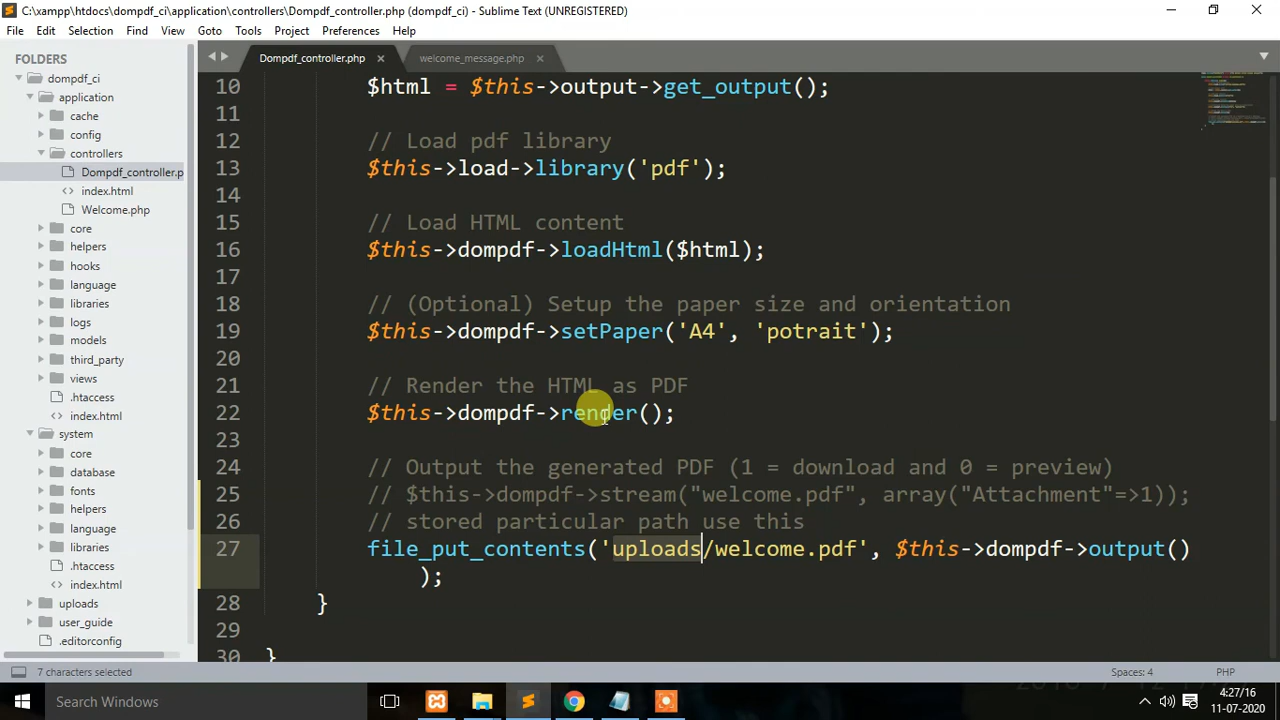 C:\xampp\htdocs\dompdf_ci\application\controllers\Dompdf_controller.php (dompdf_ci) - Sublime Text (UNREGISTERED)
File Edit Selection Find View Goto Tools Project Preferences Help
FOLDERS
dompdf_ci
application
cache
config
controllers
Dompdf_controller.p
index.html
Welcome.php
core
helpers
hooks
language
libraries
logs
models
third_party
views
.htaccess
index.html
system
core
database
fonts
helpers
language
libraries
.htaccess
index.html
uploads
user_guide
.editorconfig
Dompdf_controller.php welcome_message.php
10 $html = $this->output->get_output();
11
12 // Load pdf library
13 $this->load->library('pdf');
14
15 // Load HTML content
16 $this->dompdf->loadHtml($html);
17
18 // (Optional) Setup the paper size and orientation
19 $this->dompdf->setPaper('A4', 'potrait');
20
21 // Render the HTML as PDF
22 $this->dompdf->render();
23
24 // Output the generated PDF (1 = download and 0 = preview)
25 // $this->dompdf->stream("welcome.pdf", array("Attachment"=>1));
26 // stored particular path use this
27 file_put_contents('uploads/welcome.pdf', $this->dompdf->output()
);
28 }
29
30 }
7 characters selected Spaces: 4 PHP
Search Windows
4:27/16
11-07-2020